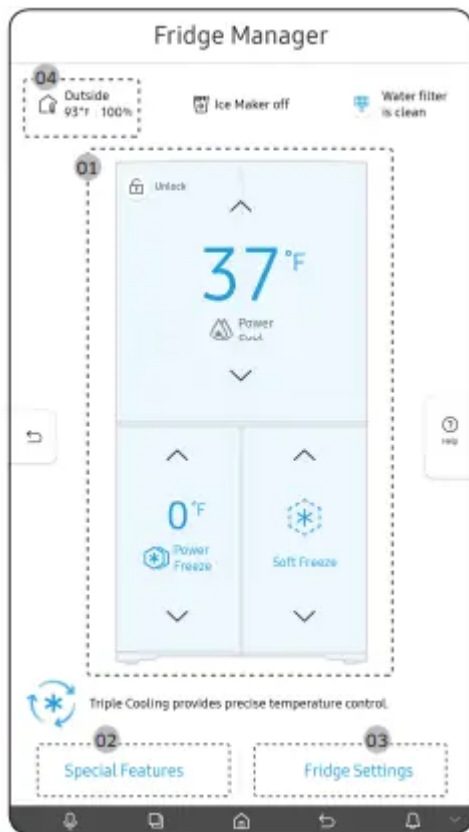 Fridge Manager
04
Outside
93°F 100%
Ice Maker off
Water filter
is clean
01
Unlock
37°F
Power
0°F
Power
Freeze
Soft Freeze
Help
Triple Cooling provides precise temperature control.
02
03
Special Features
Fridge Settings